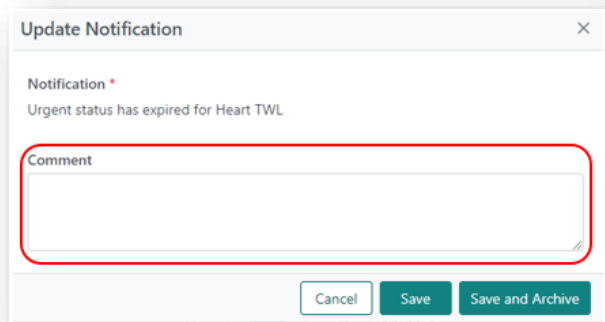 Update Notification
Notification *
Urgent status has expired for Heart TWL
Comment
Cancel
Save
Save and Archive